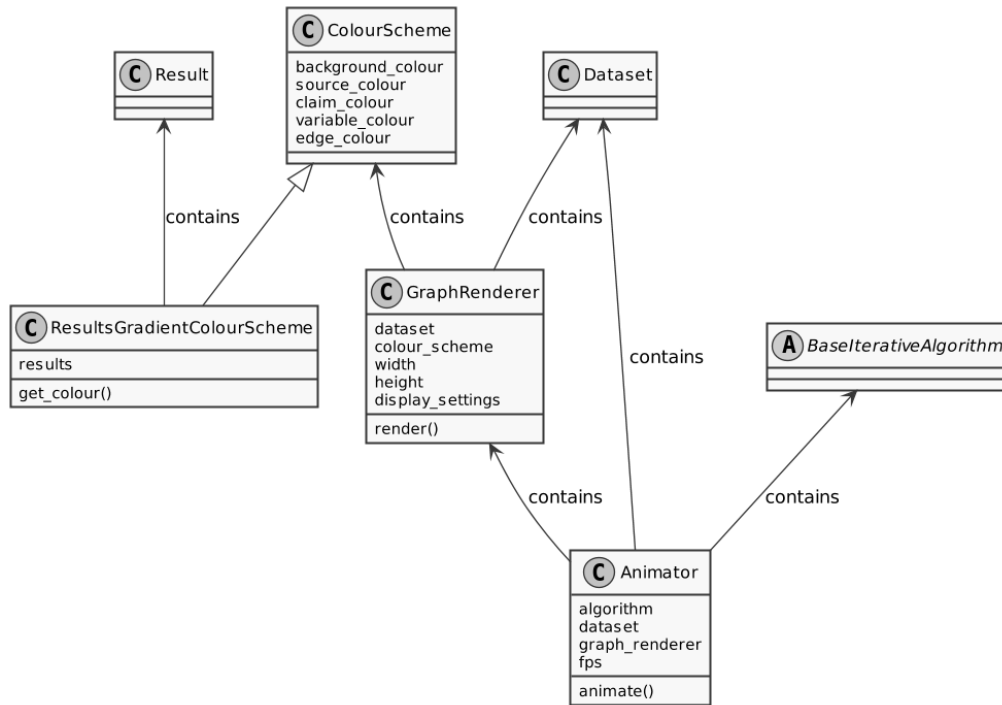 C ColourScheme
background_colour
source_colour
claim_colour
variable_colour
edge_colour
C Result
C Dataset
contains
contains
contains
C GraphRenderer
dataset
colour_scheme
width
height
display_settings
render()
C ResultsGradientColourScheme
results
get_colour()
contains
A BaseIterativeAlgorithm
contains
contains
C Animator
algorithm
dataset
graph_renderer
fps
animate()